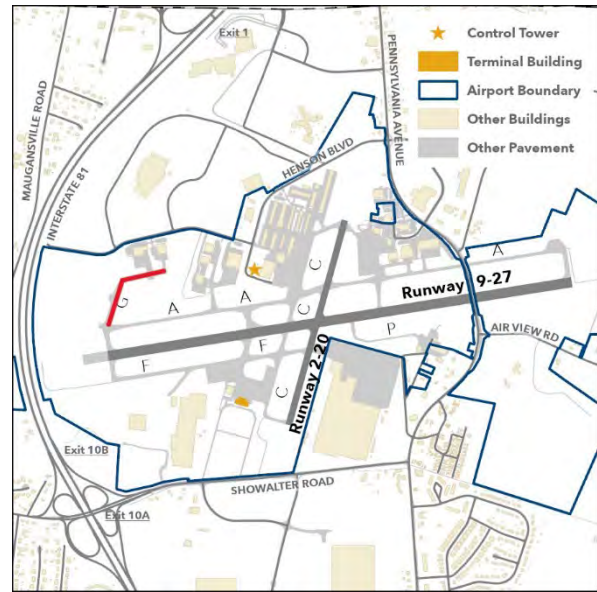 Exit 1
Control Tower
Terminal Building
Airport Boundary
Other Buildings
Other Pavement
PENNSYLVANIA AVENUE
MAUGANSVILLE ROAD
INTERSTATE 81
HENSON BLVD
A
C
G
A
A
C
Runway 9-27
F
F
C
P
AIR VIEW RD
F
C
Runway 2-20
Exit 10B
SHOWALTER ROAD
Exit 10A